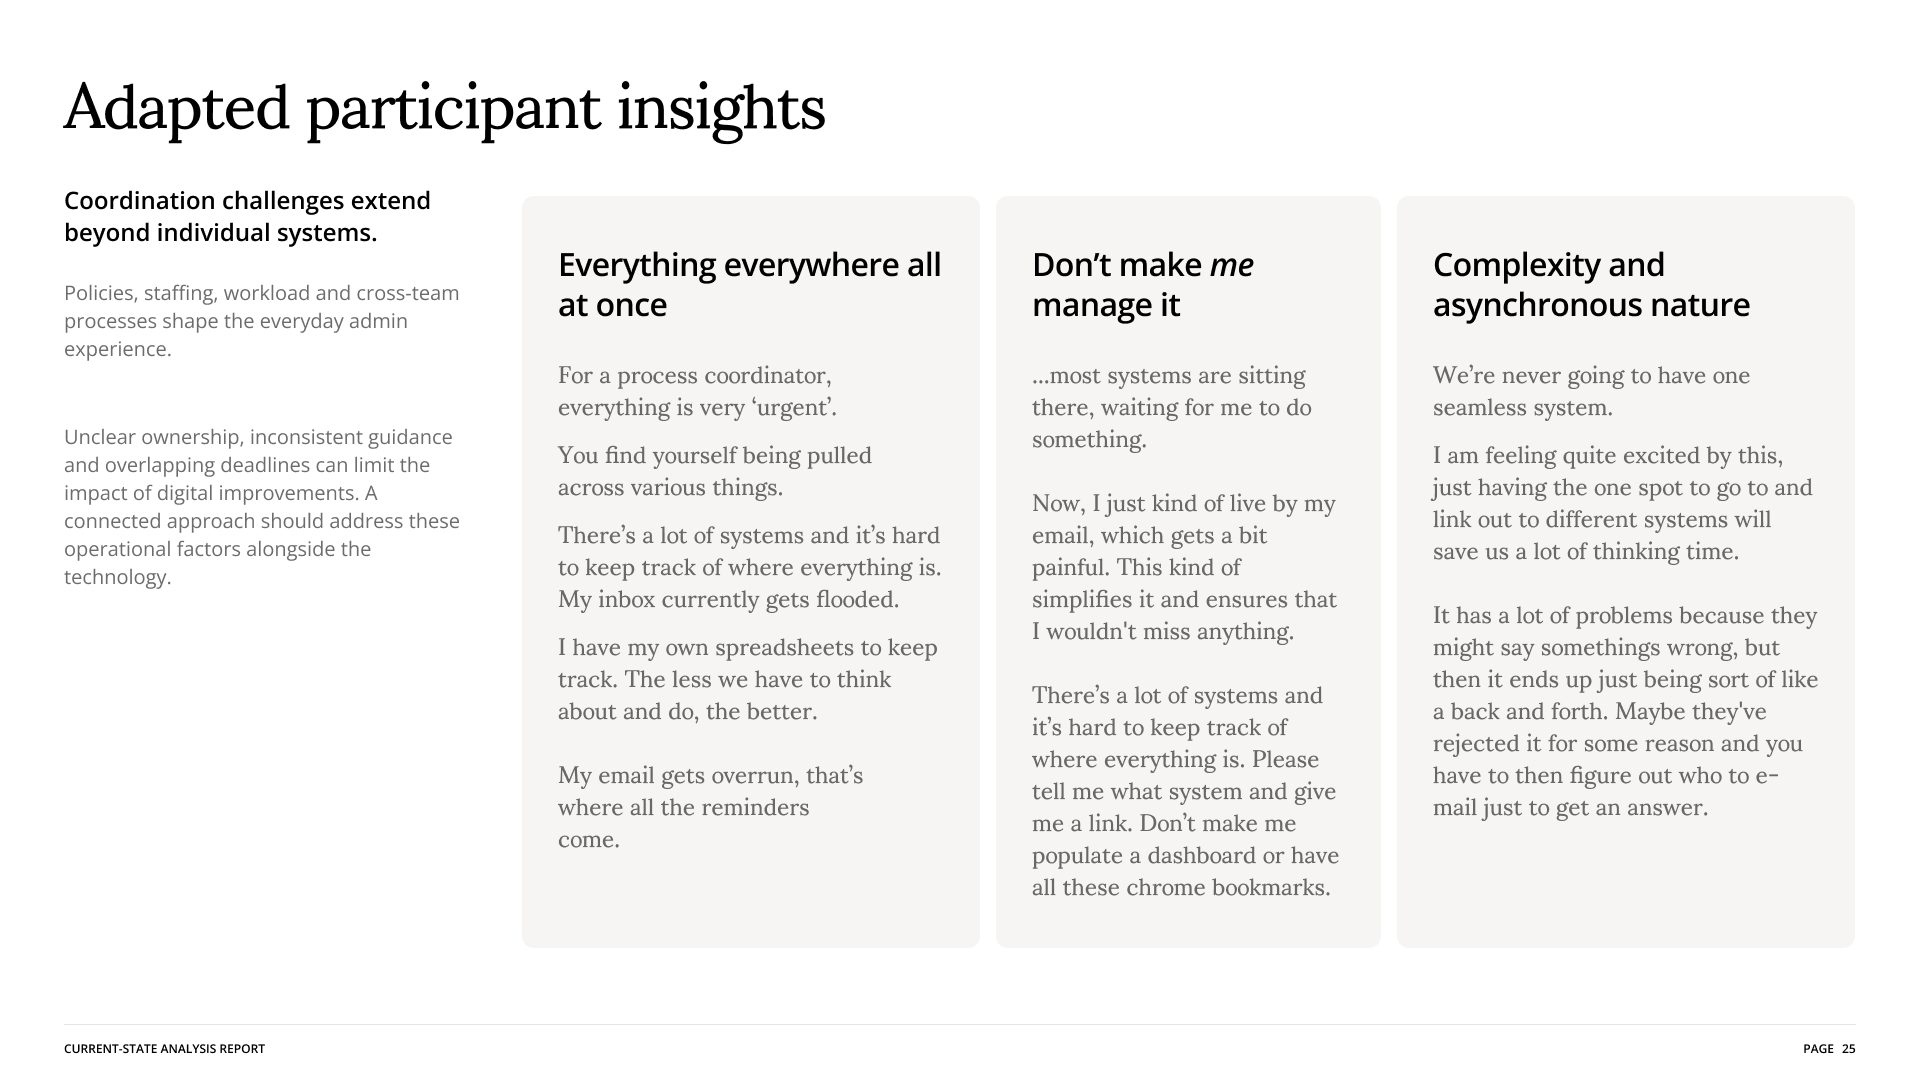 Adapted participant insights
Coordination challenges extend
beyond individual systems.
Policies, staffing, workload and cross-team
processes shape the everyday admin
experience.
Unclear ownership, inconsistent guidance
and overlapping deadlines can limit the
impact of digital improvements. A
connected approach should address these
operational factors alongside the
technology.
Everything everywhere all
at once
For a process coordinator,
everything is very ‘urgent’.
You find yourself being pulled
across various things.
There’s a lot of systems and it’s hard
to keep track of where everything is.
My inbox currently gets flooded.
I have my own spreadsheets to keep
track. The less we have to think
about and do, the better.
My email gets overrun, that’s
where all the reminders
come.
Don’t make me
manage it
...most systems are sitting
there, waiting for me to do
something.
Now, I just kind of live by my
email, which gets a bit
painful. This kind of
simplifies it and ensures that
I wouldn't miss anything.
There’s a lot of systems and
it’s hard to keep track of
where everything is. Please
tell me what system and give
me a link. Don’t make me
populate a dashboard or have
all these chrome bookmarks.
Complexity and
asynchronous nature
We’re never going to have one
seamless system.
I am feeling quite excited by this,
just having the one spot to go to and
link out to different systems will
save us a lot of thinking time.
It has a lot of problems because they
might say somethings wrong, but
then it ends up just being sort of like
a back and forth. Maybe they've
rejected it for some reason and you
have to then figure out who to e-
mail just to get an answer.
CURRENT-STATE ANALYSIS REPORT
PAGE 25